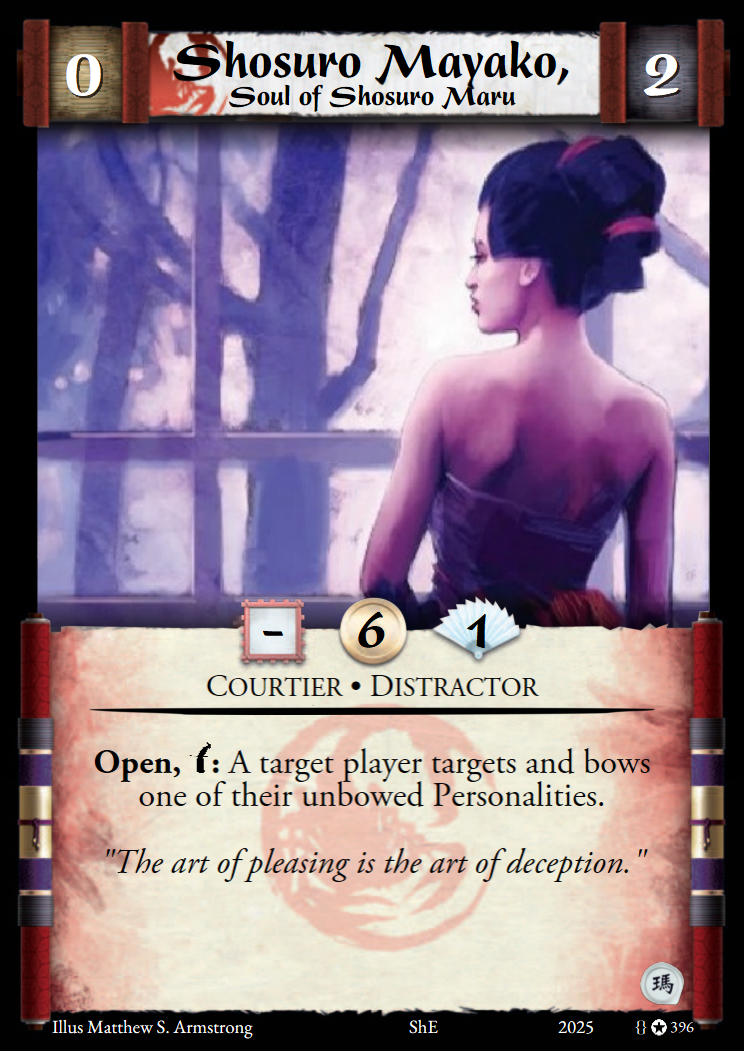 0
Shosuro Mayako,
2
Soul of Shosuro Maru
- 6 1
Courtier • Distractor
Open, : A target player targets and bows
one of their unbowed Personalities.
"The art of pleasing is the art of deception."
瑪
Illus Matthew S. Armstrong ShE 2025 {} ✪ 396